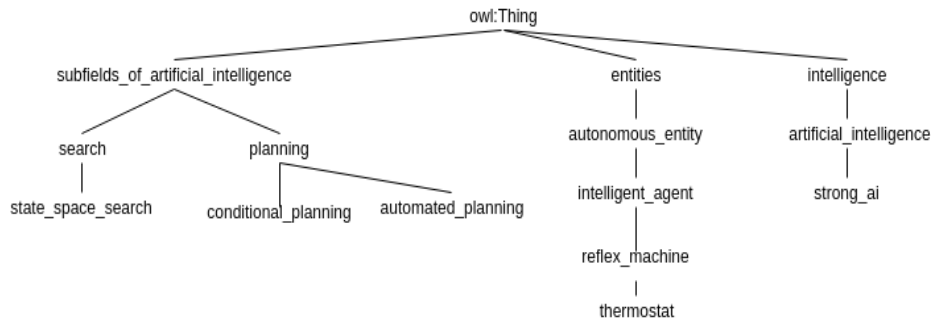 owl:Thing
subfields_of_artificial_intelligence
entities
intelligence
autonomous_entity
artificial_intelligence
search
planning
intelligent_agent
strong_ai
state_space_search
conditional_planning
automated_planning
reflex_machine
thermostat